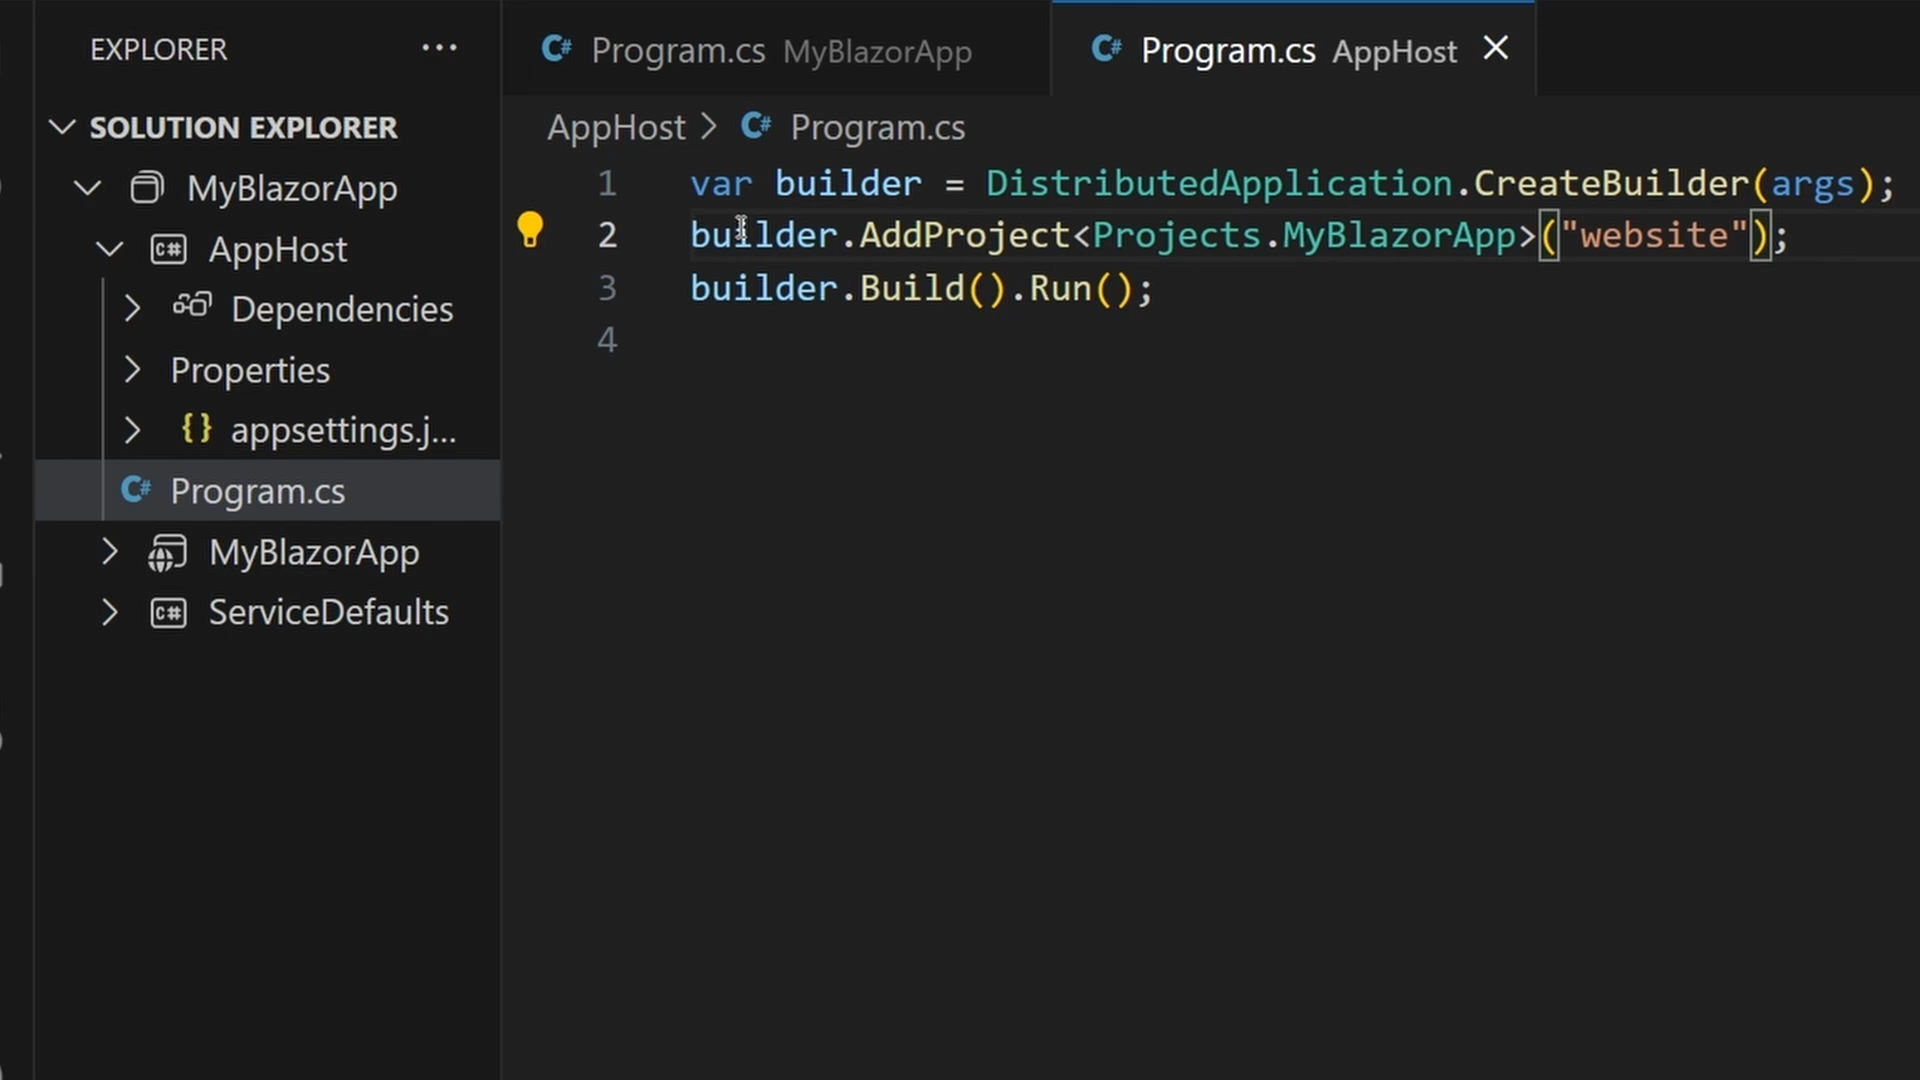 EXPLORER ···
SOLUTION EXPLORER
MyBlazorApp
AppHost
Dependencies
Properties
{} appsettings.j...
C# Program.cs
MyBlazorApp
ServiceDefaults
C# Program.cs MyBlazorApp
C# Program.cs AppHost
AppHost > C# Program.cs
1 var builder = DistributedApplication.CreateBuilder(args);
2 builder.AddProject<Projects.MyBlazorApp>("website");
3 builder.Build().Run();
4